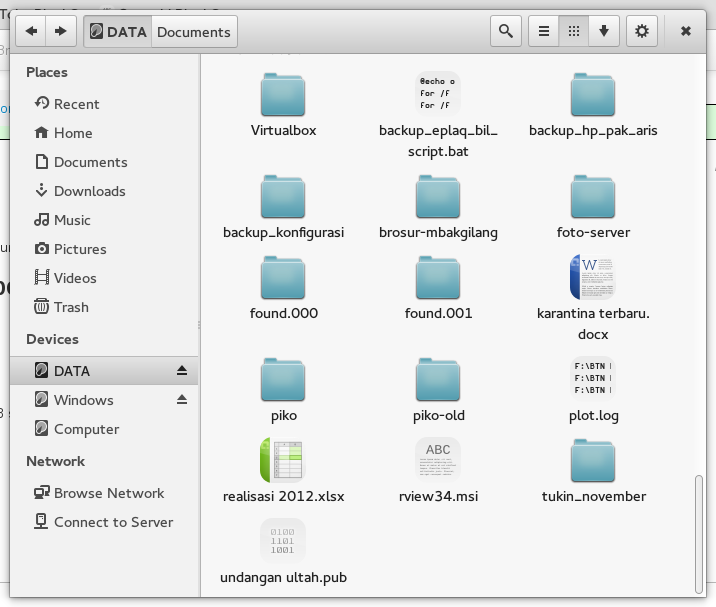 DATA Documents
Places
Recent
Home
Documents
Downloads
Music
Pictures
Videos
Trash
Devices
DATA
Windows
Computer
Network
Browse Network
Connect to Server
Virtualbox
@echo o
For /F
For /F
backup_eplaq_bil_
script.bat
backup_hp_pak_aris
backup_konfigurasi
brosur-mbakgilang
foto-server
found.000
found.001
W
karantina terbaru.
docx
piko
piko-old
F:\BTN
F:\BTN
F:\BTN
plot.log
realisasi 2012.xlsx
ABC
rview34.msi
tukin_november
0100
1101
1001
undangan ultah.pub